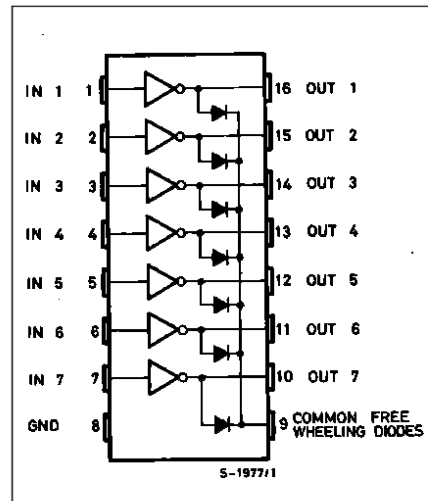 IN 1 1 16 OUT 1
IN 2 2 15 OUT 2
IN 3 3 14 OUT 3
IN 4 4 13 OUT 4
IN 5 5 12 OUT 5
IN 6 6 11 OUT 6
IN 7 7 10 OUT 7
GND 8 9 COMMON FREE
WHEELING DIODES
S-1977/1